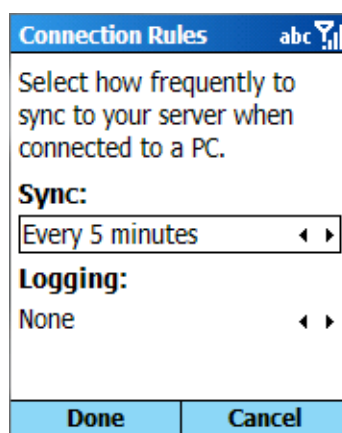 Connection Rules abc
Select how frequently to
sync to your server when
connected to a PC.
Sync:
Every 5 minutes
Logging:
None
Done Cancel